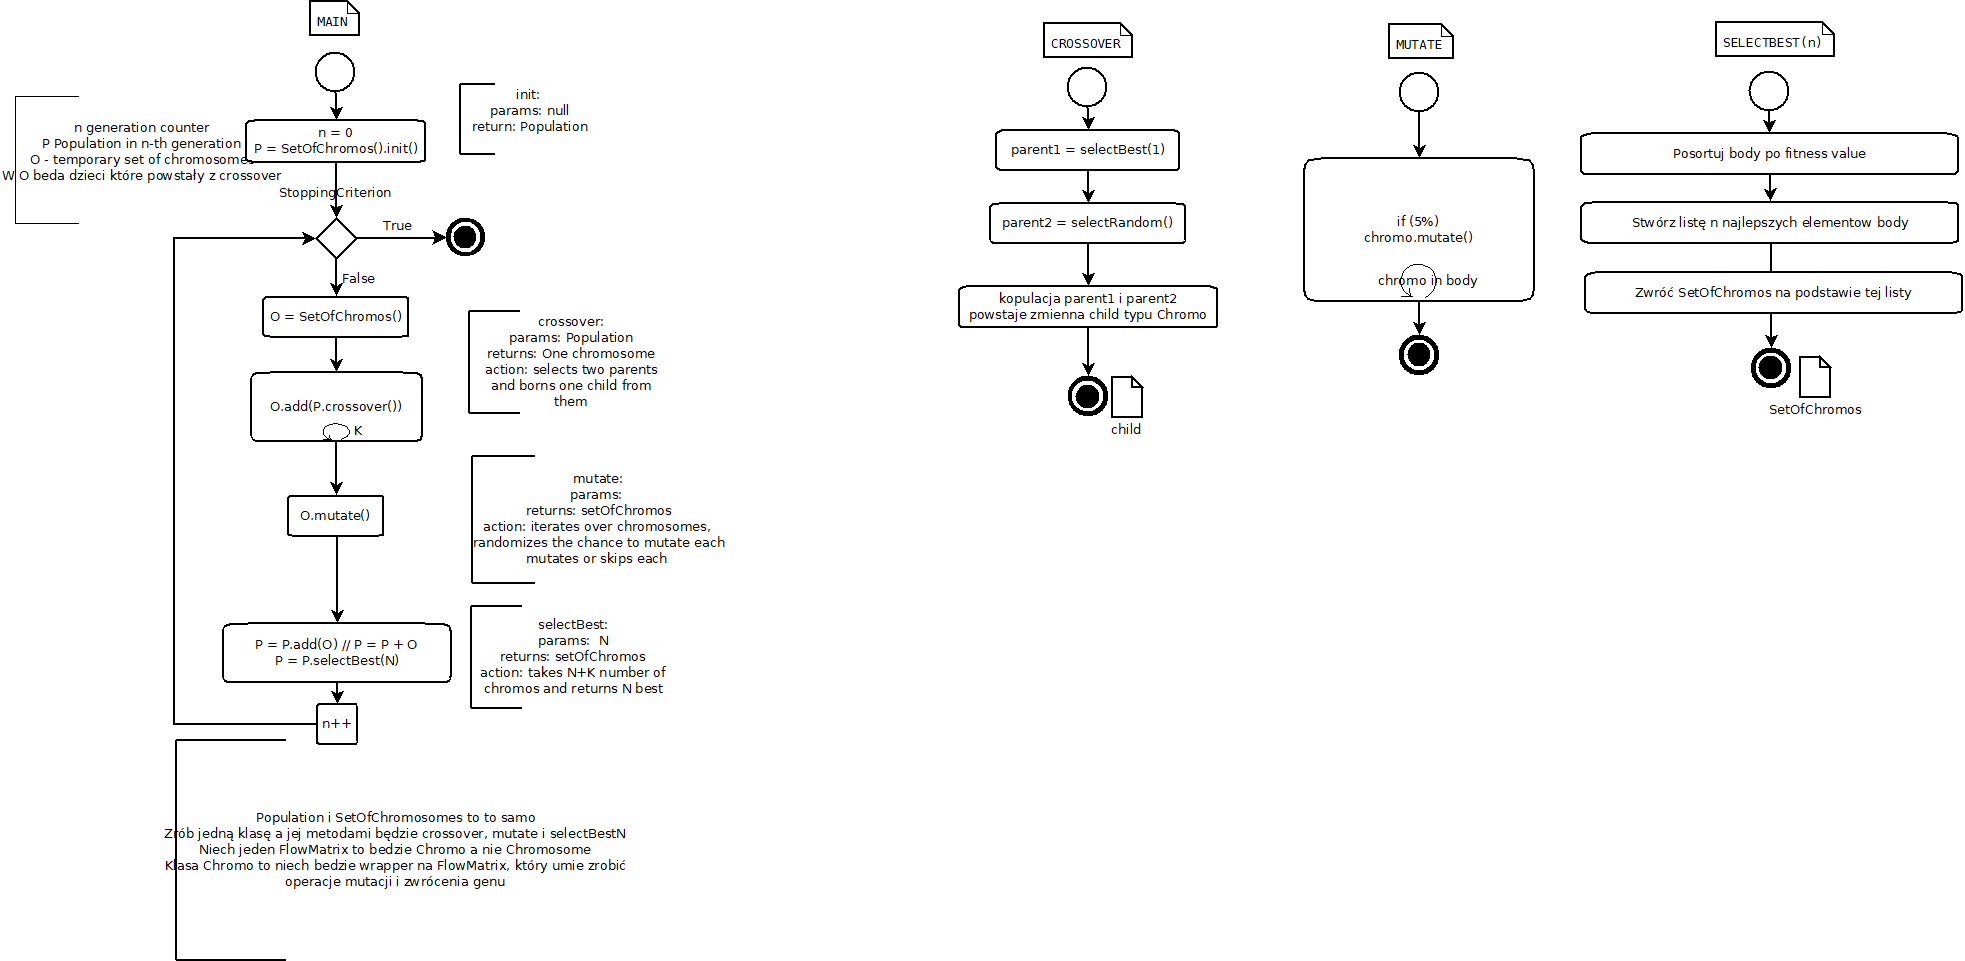 MAIN
n generation counter
P Population in n-th generation
O - temporary set of chromosomes
W O beda dzieci które powstały z crossover
n = 0
P = SetOfChromos().init()
init:
params: null
return: Population
StoppingCriterion
True
False
O = SetOfChromos()
O.add(P.crossover())
K
crossover:
params: Population
returns: One chromosome
action: selects two parents
and borns one child from
them
O.mutate()
mutate:
params:
returns: setOfChromos
action: iterates over chromosomes,
randomizes the chance to mutate each
mutates or skips each
P = P.add(O) // P = P + O
P = P.selectBest(N)
selectBest:
params:  N
returns: setOfChromos
action: takes N+K number of
chromos and returns N best
n++
Population i SetOfChromosomes to to samo
Zrób jedną klasę a jej metodami będzie crossover, mutate i selectBestN
Niech jeden FlowMatrix to bedzie Chromo a nie Chromosome
Klasa Chromo to niech bedzie wrapper na FlowMatrix, który umie zrobić
operacje mutacji i zwrócenia genu
CROSSOVER
parent1 = selectBest(1)
parent2 = selectRandom()
kopulacja parent1 i parent2
powstaje zmienna child typu Chromo
child
MUTATE
if (5%)
chromo.mutate()
chromo in body
SELECTBEST(n)
Posortuj body po fitness value
Stwórz listę n najlepszych elementow body
Zwróć SetOfChromos na podstawie tej listy
SetOfChromos